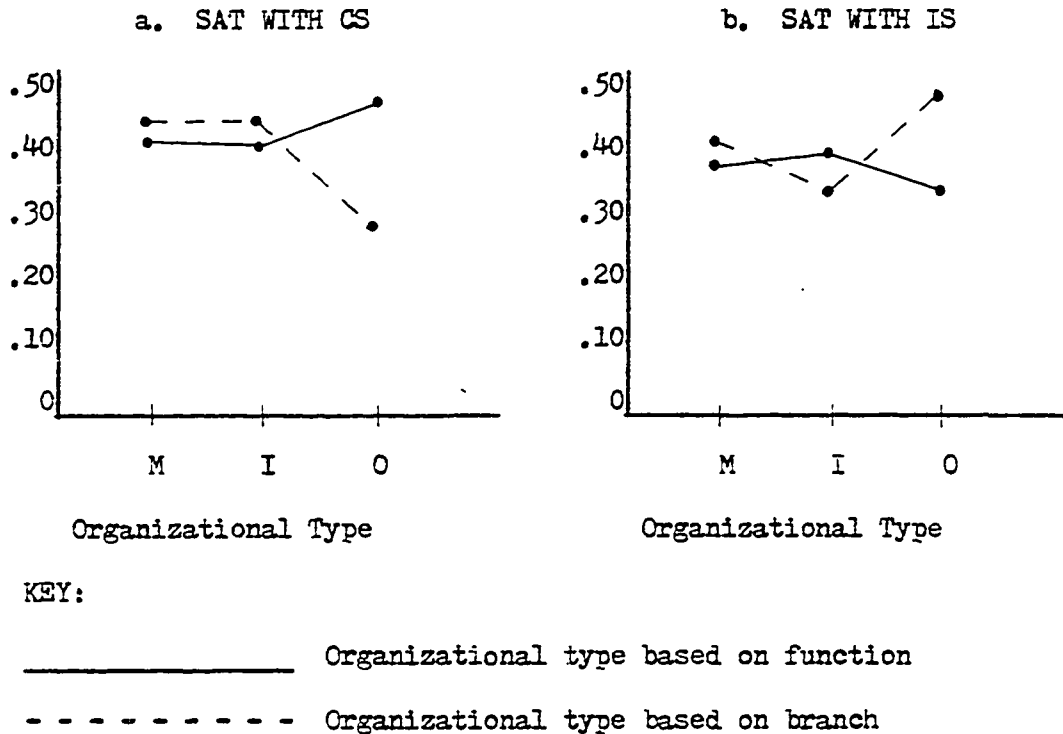 a. SAT WITH CS
.50
.40
.30
.20
.10
0
M I O
Organizational Type
b. SAT WITH IS
.50
.40
.30
.20
.10
0
M I O
Organizational Type
KEY:
Organizational type based on function
Organizational type based on branch